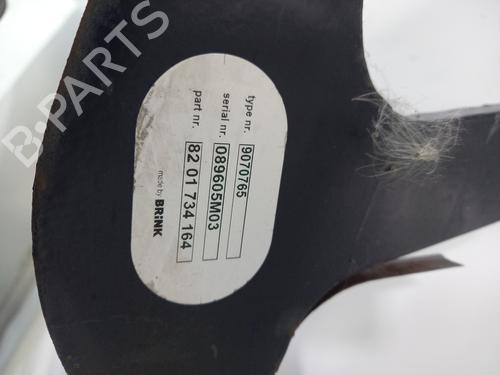 B-PARTS
type nr. 9070765
serial nr. 089605M03
part nr. 82 01 734 164
made by BRINK